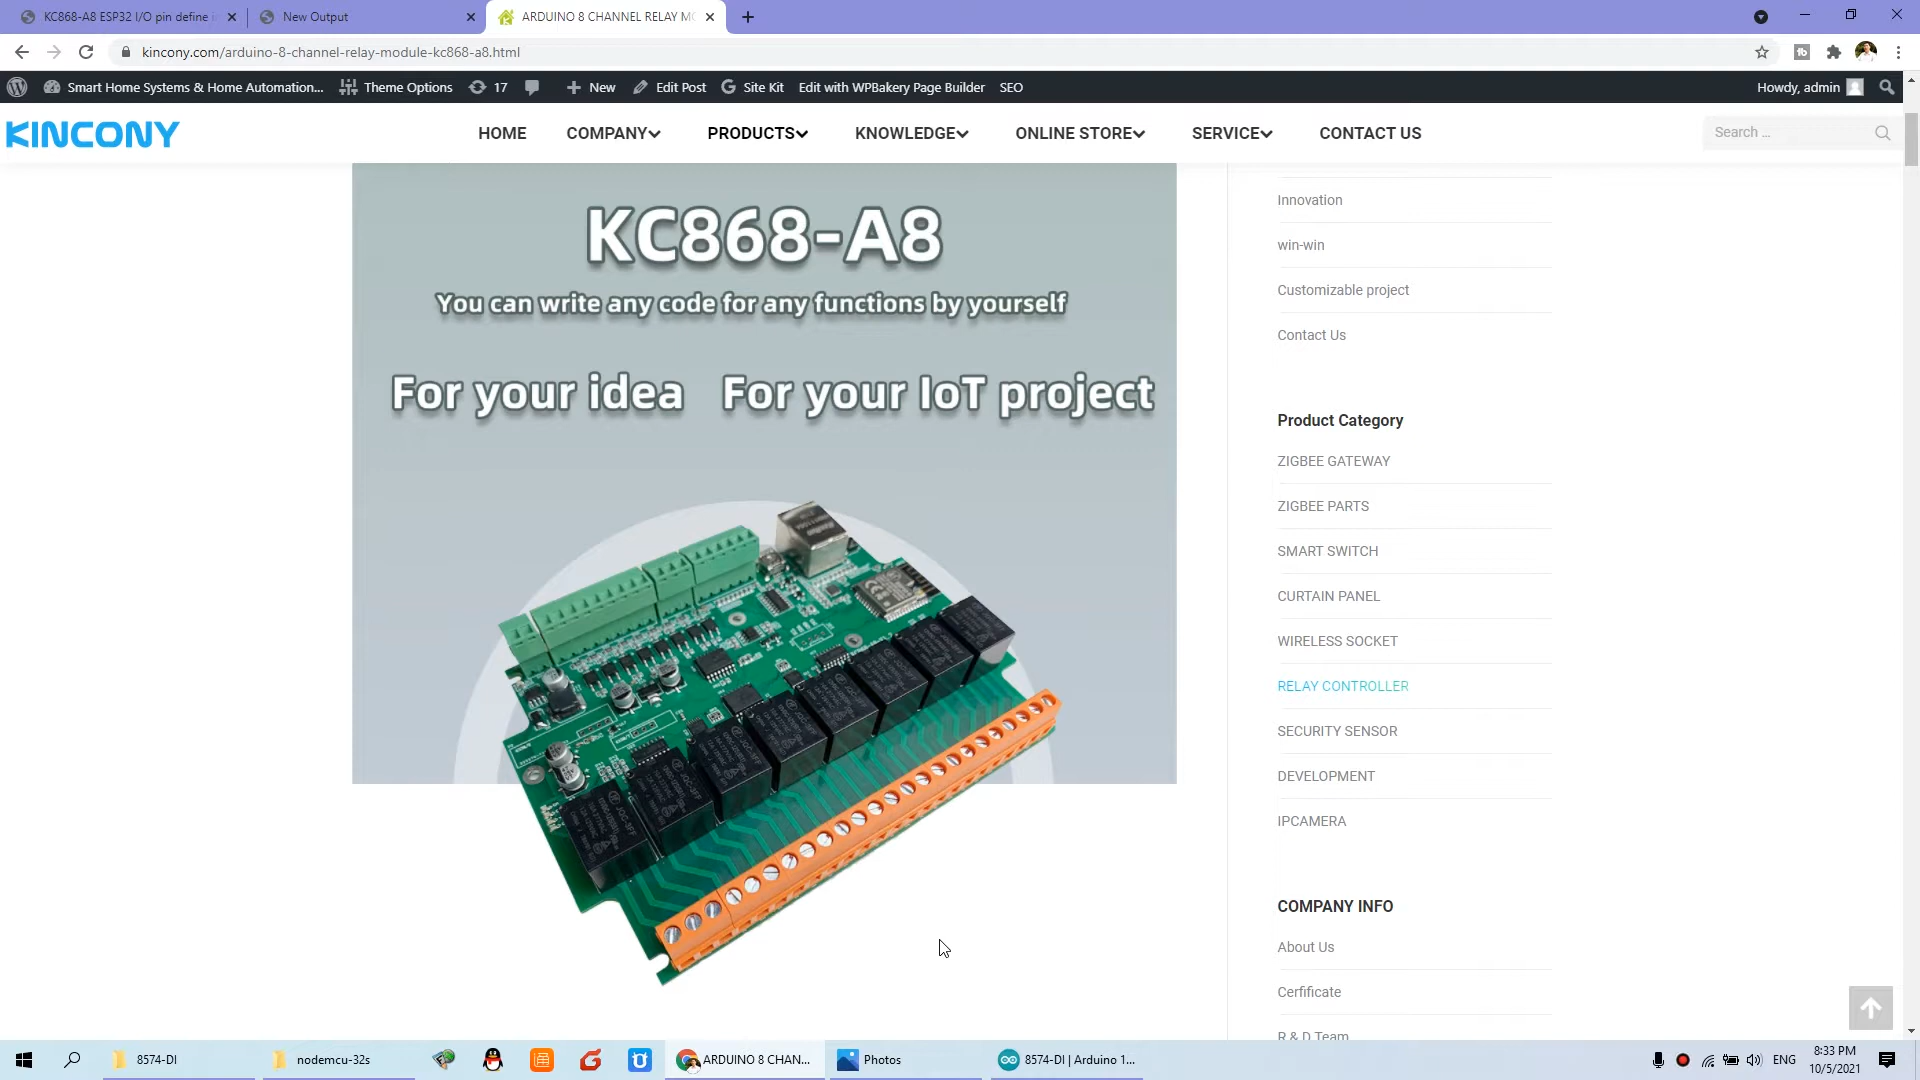 KC868-A8 ESP32 I/O pin define i
New Output
ARDUINO 8 CHANNEL RELAY MO
kincony.com/arduino-8-channel-relay-module-kc868-a8.html
Smart Home Systems & Home Automation... Theme Options 17 New Edit Post Site Kit Edit with WPBakery Page Builder SEO Howdy, admin
KINCONY HOME COMPANY PRODUCTS KNOWLEDGE ONLINE STORE SERVICE CONTACT US Search ...
KC868-A8
You can write any code for any functions by yourself
For your idea For your IoT project
Innovation
win-win
Customizable project
Contact Us
Product Category
ZIGBEE GATEWAY
ZIGBEE PARTS
SMART SWITCH
CURTAIN PANEL
WIRELESS SOCKET
RELAY CONTROLLER
SECURITY SENSOR
DEVELOPMENT
IPCAMERA
COMPANY INFO
About Us
Cerfificate
R & D Team
8574-DI nodemcu-32s ARDUINO 8 CHAN... Photos 8574-DI | Arduino 1... ENG 8:33 PM
10/5/2021